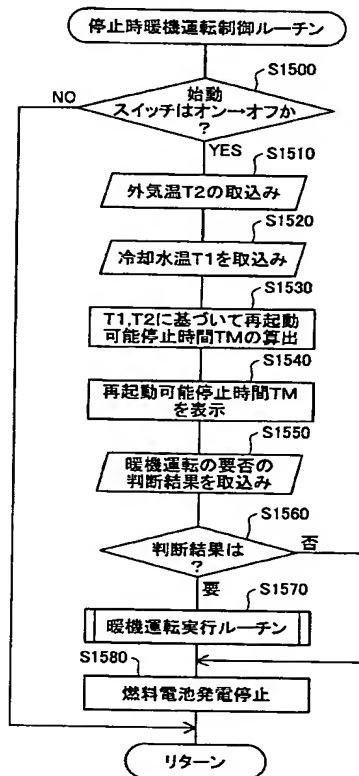 停止時暖機運転制御ルーチン
S1500
始動
スイッチはオン→オフか
?
NO
YES
S1510
外気温T2の取込み
S1520
冷却水温T1を取込み
S1530
T1,T2に基づいて再起動
可能停止時間TMの算出
S1540
再起動可能停止時間TM
を表示
S1550
暖機運転の要否の
判断結果を取込み
S1560
判断結果は
?
否
要
S1570
暖機運転実行ルーチン
S1580
燃料電池発電停止
リターン